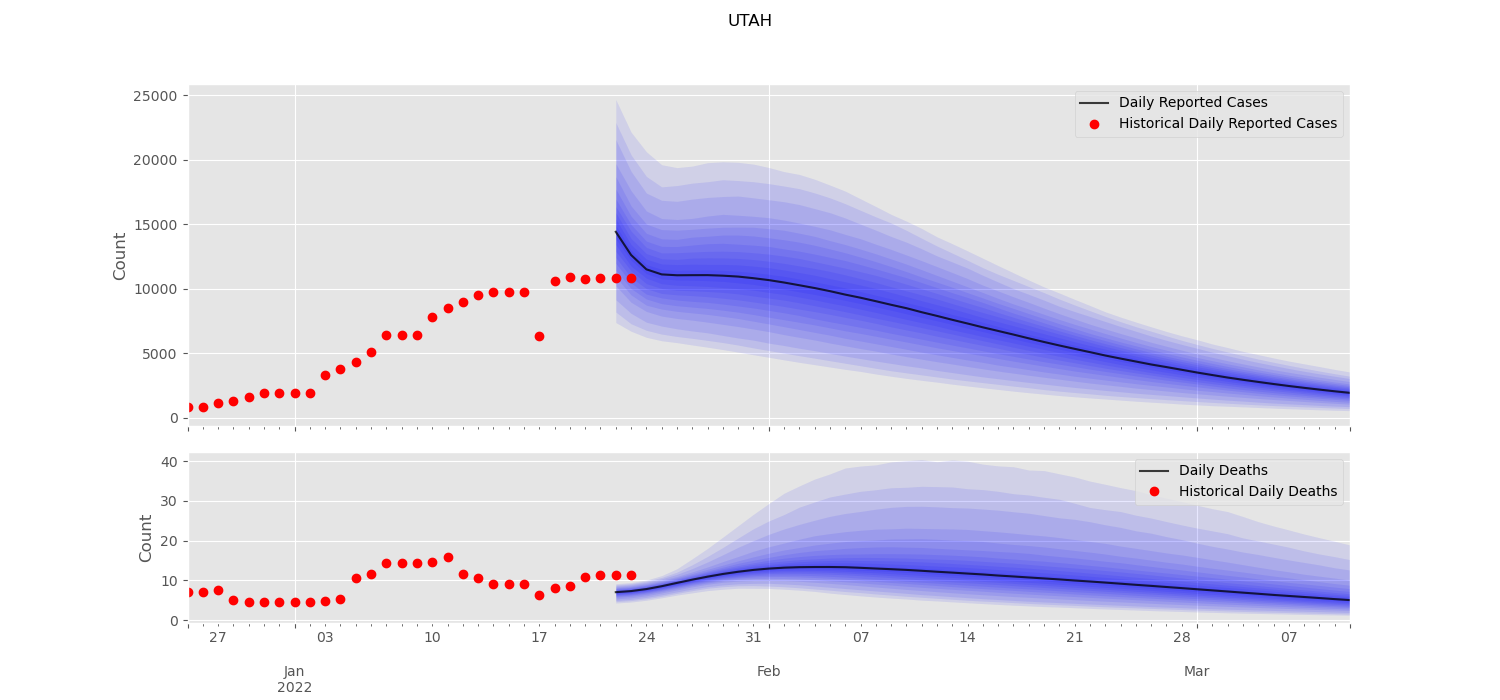 UTAH
25000
20000
15000
10000
5000
0
Count
Daily Reported Cases
Historical Daily Reported Cases
40
30
20
10
0
Count
Daily Deaths
Historical Daily Deaths
27 03 10 17 24 31 07 14 21 28 07
Jan Feb Mar
2022